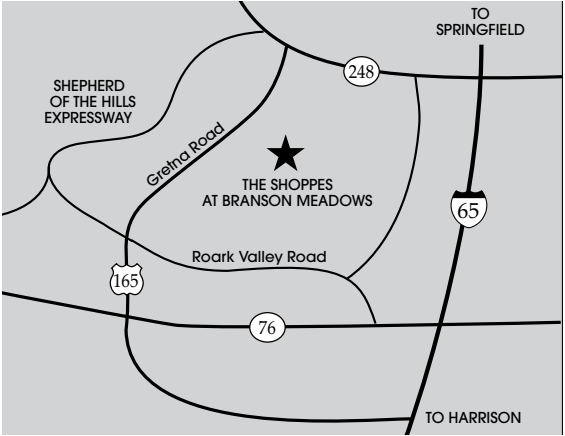 TO
SPRINGFIELD
248
SHEPHERD
OF THE HILLS
EXPRESSWAY
Gretna Road
THE SHOPPES
AT BRANSON MEADOWS
65
Roark Valley Road
165
76
TO HARRISON